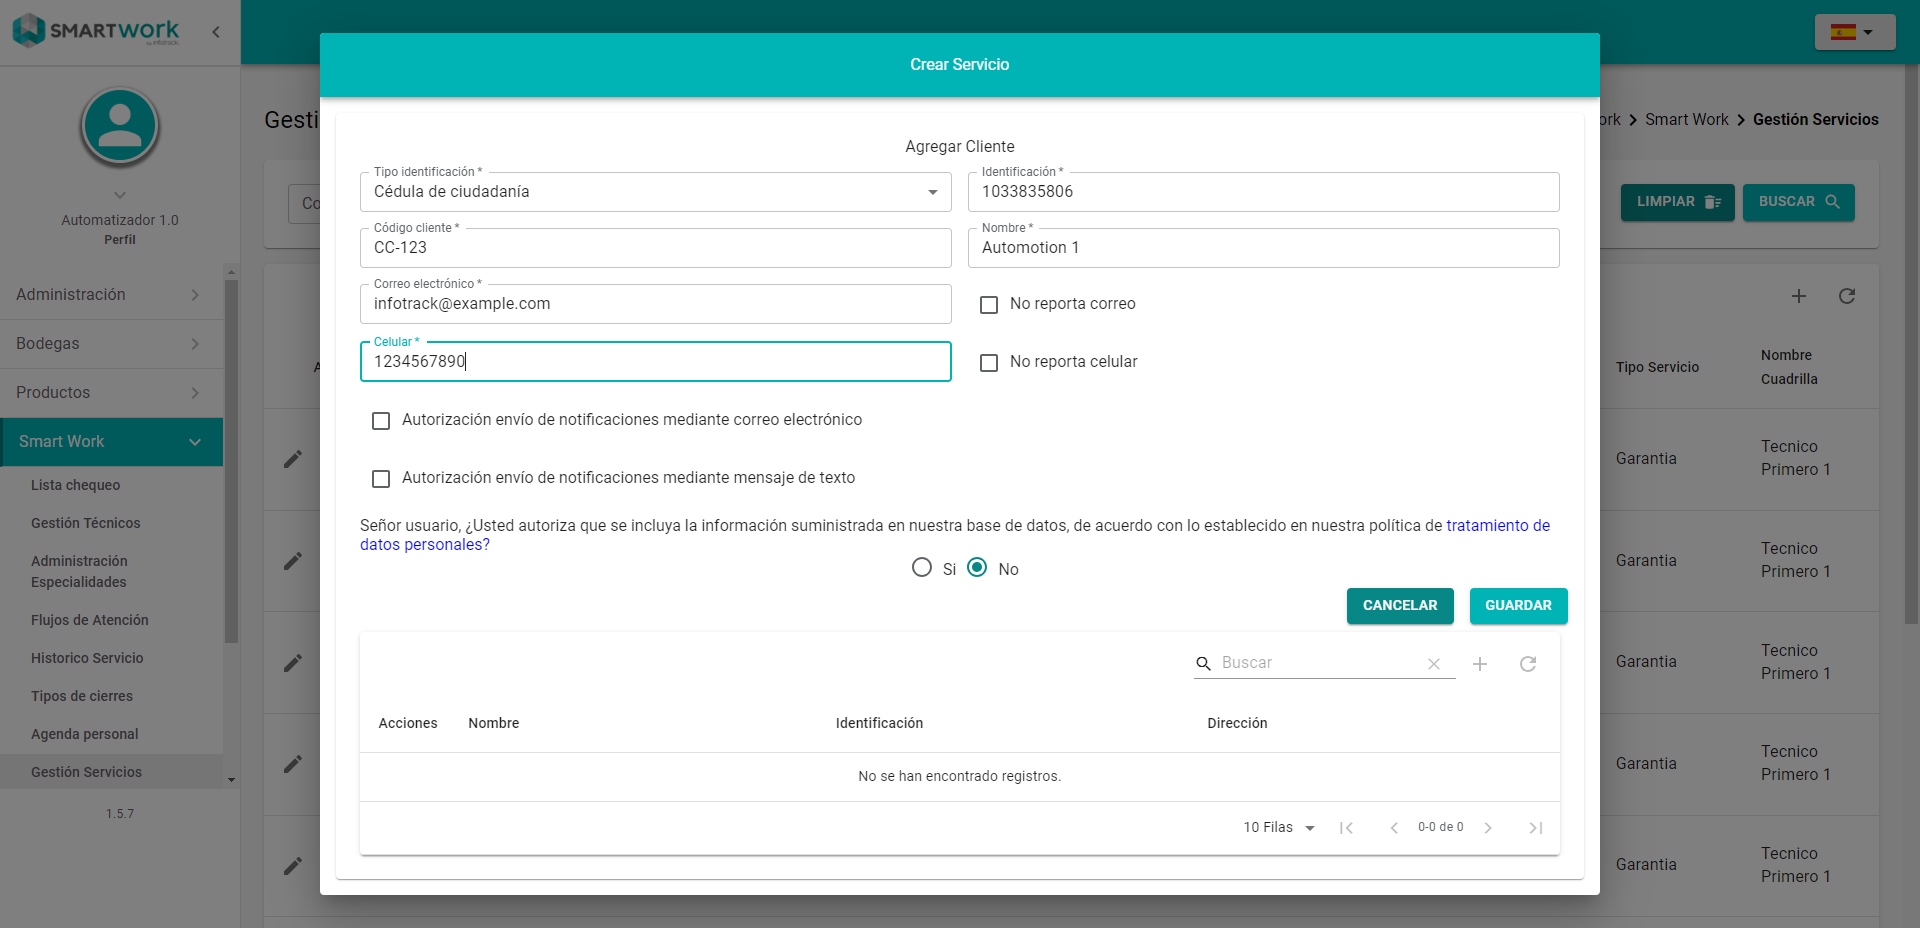 SMARTWORK
by infotrack
Automatizador 1.0
Perfil
Administración
Bodegas
Productos
Smart Work
Lista chequeo
Gestión Técnicos
Administración
Especialidades
Flujos de Atención
Historico Servicio
Tipos de cierres
Agenda personal
Gestión Servicios
1.5.7
Gesti
Smart Work
Gestión Servicios
Co
LIMPIAR
BUSCAR
Tipo Servicio
Nombre
Cuadrilla
Garantia
Tecnico
Primero 1
Garantia
Tecnico
Primero 1
Garantia
Tecnico
Primero 1
Garantia
Tecnico
Primero 1
Garantia
Tecnico
Primero 1
Crear Servicio
Agregar Cliente
Tipo identificación *
Cédula de ciudadanía
Identificación *
1033835806
Código cliente *
CC-123
Nombre *
Automotion 1
Correo electrónico *
infotrack@example.com
No reporta correo
Celular *
1234567890
No reporta celular
Autorización envío de notificaciones mediante correo electrónico
Autorización envío de notificaciones mediante mensaje de texto
Señor usuario, ¿Usted autoriza que se incluya la información suministrada en nuestra base de datos, de acuerdo con lo establecido en nuestra política de tratamiento de
datos personales?
Si
No
CANCELAR
GUARDAR
Buscar
Acciones
Nombre
Identificación
Dirección
No se han encontrado registros.
10 Filas
0-0 de 0